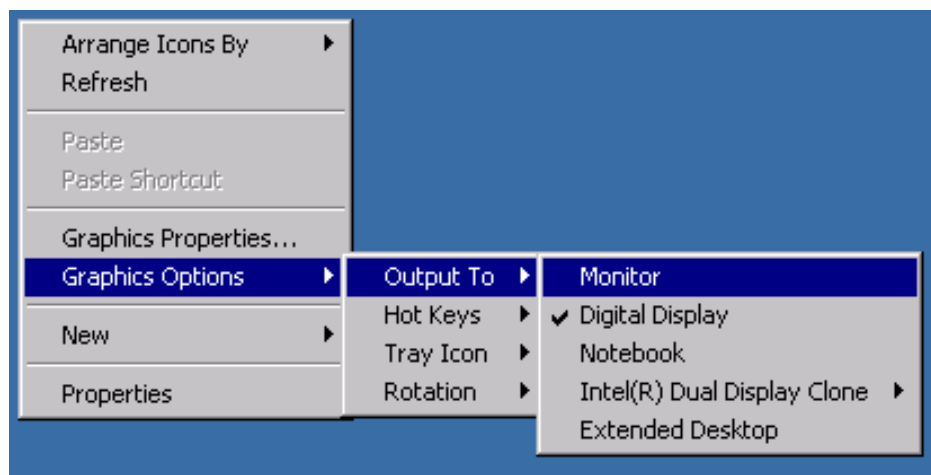 Arrange Icons By
Refresh
Paste
Paste Shortcut
Graphics Properties...
Graphics Options
New
Properties
Output To
Hot Keys
Tray Icon
Rotation
Monitor
Digital Display
Notebook
Intel(R) Dual Display Clone
Extended Desktop